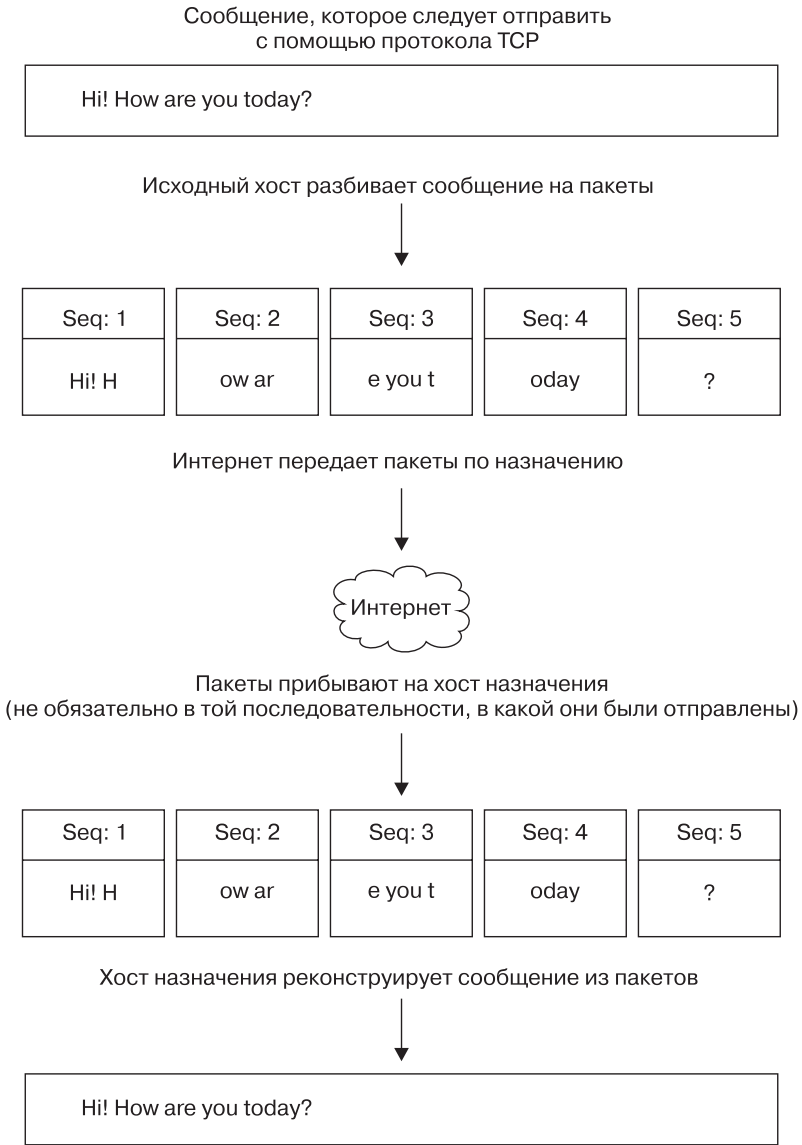 Сообщение, которое следует отправить
с помощью протокола TCP
Hi! How are you today?
Исходный хост разбивает сообщение на пакеты
Seq: 1 Seq: 2 Seq: 3 Seq: 4 Seq: 5
Hi! H ow ar e you t oday ?
Интернет передает пакеты по назначению
Интернет
Пакеты прибывают на хост назначения
(не обязательно в той последовательности, в какой они были отправлены)
Seq: 1 Seq: 2 Seq: 3 Seq: 4 Seq: 5
Hi! H ow ar e you t oday ?
Хост назначения реконструирует сообщение из пакетов
Hi! How are you today?